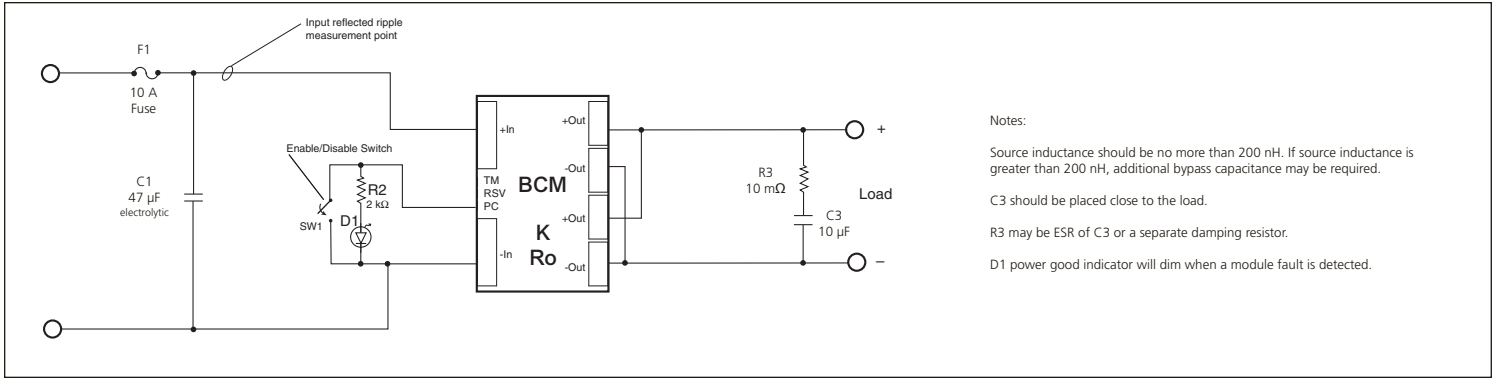 Input reflected ripple
measurement point
F1
10 A
Fuse
C1
47 µF
electrolytic
Enable/Disable Switch
SW1
R2
2 kΩ
D1
+In
TM
RSV
PC
-In
BCM
K
Ro
+Out
-Out
+Out
-Out
R3
10 mΩ
C3
10 µF
+
Load
–
Notes:
Source inductance should be no more than 200 nH. If source inductance is
greater than 200 nH, additional bypass capacitance may be required.
C3 should be placed close to the load.
R3 may be ESR of C3 or a separate damping resistor.
D1 power good indicator will dim when a module fault is detected.